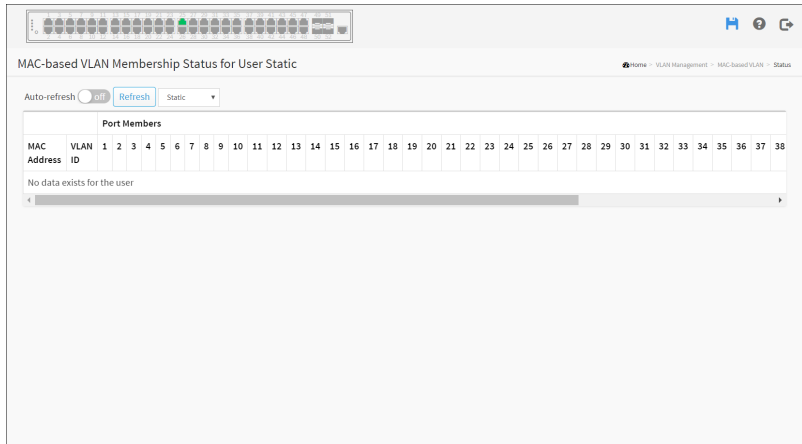 MAC-based VLAN Membership Status for User Static
Home > VLAN Management > MAC-based VLAN > Status
Auto-refresh off Refresh Static
Port Members
MAC Address VLAN ID 1 2 3 4 5 6 7 8 9 10 11 12 13 14 15 16 17 18 19 20 21 22 23 24 25 26 27 28 29 30 31 32 33 34 35 36 37 38
No data exists for the user